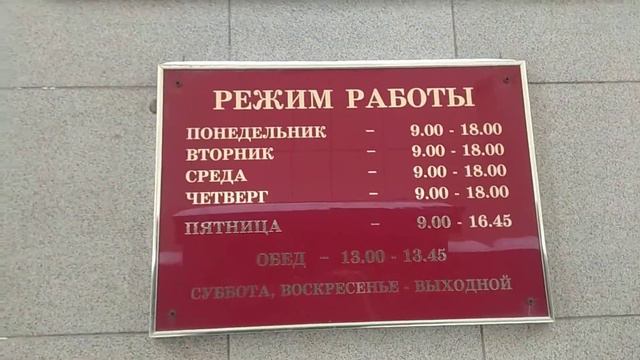 РЕЖИМ РАБОТЫ
ПОНЕДЕЛЬНИК – 9.00 - 18.00
ВТОРНИК – 9.00 - 18.00
СРЕДА – 9.00 - 18.00
ЧЕТВЕРГ – 9.00 - 18.00
ПЯТНИЦА – 9.00 - 16.45
ОБЕД – 13.00 - 13.45
СУББОТА, ВОСКРЕСЕНЬЕ - ВЫХОДНОЙ